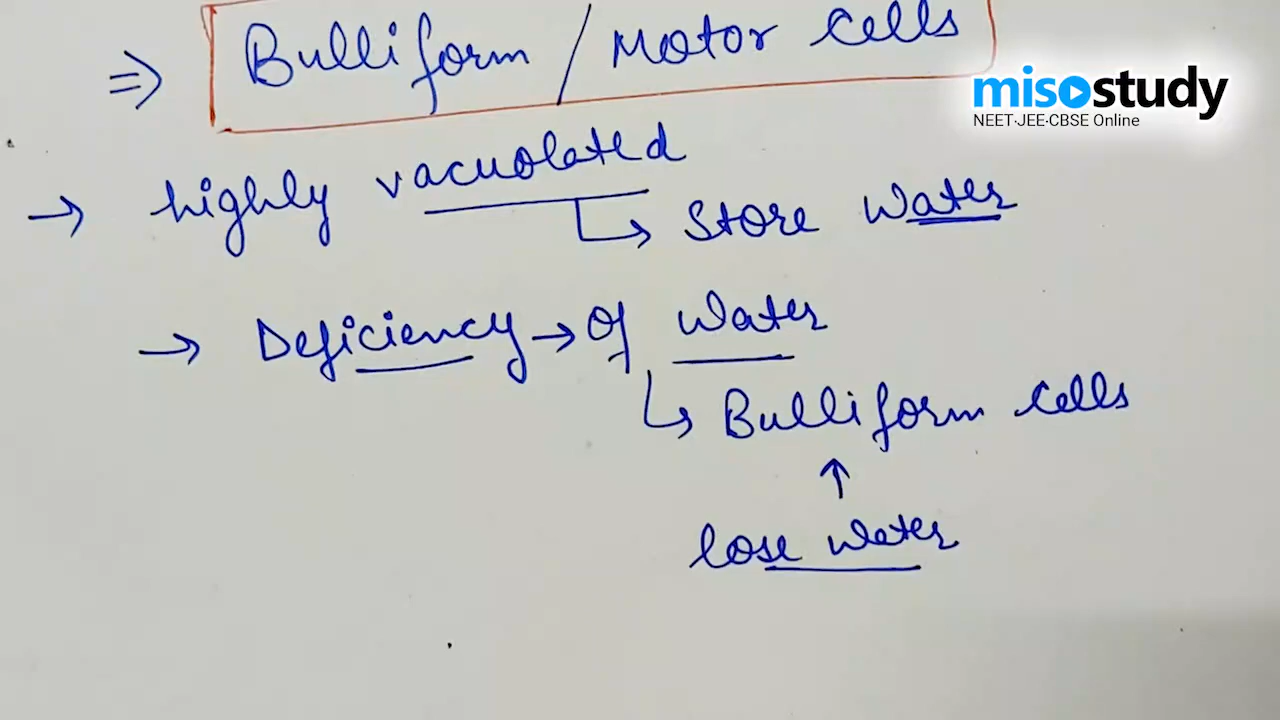 ⇒ Bulliform / Motor cells
misostudy
NEET·JEE·CBSE Online
→ highly vacuolated
↳ Store water
→ Deficiency → of water
↳ Bulliform cells
↑
lose water